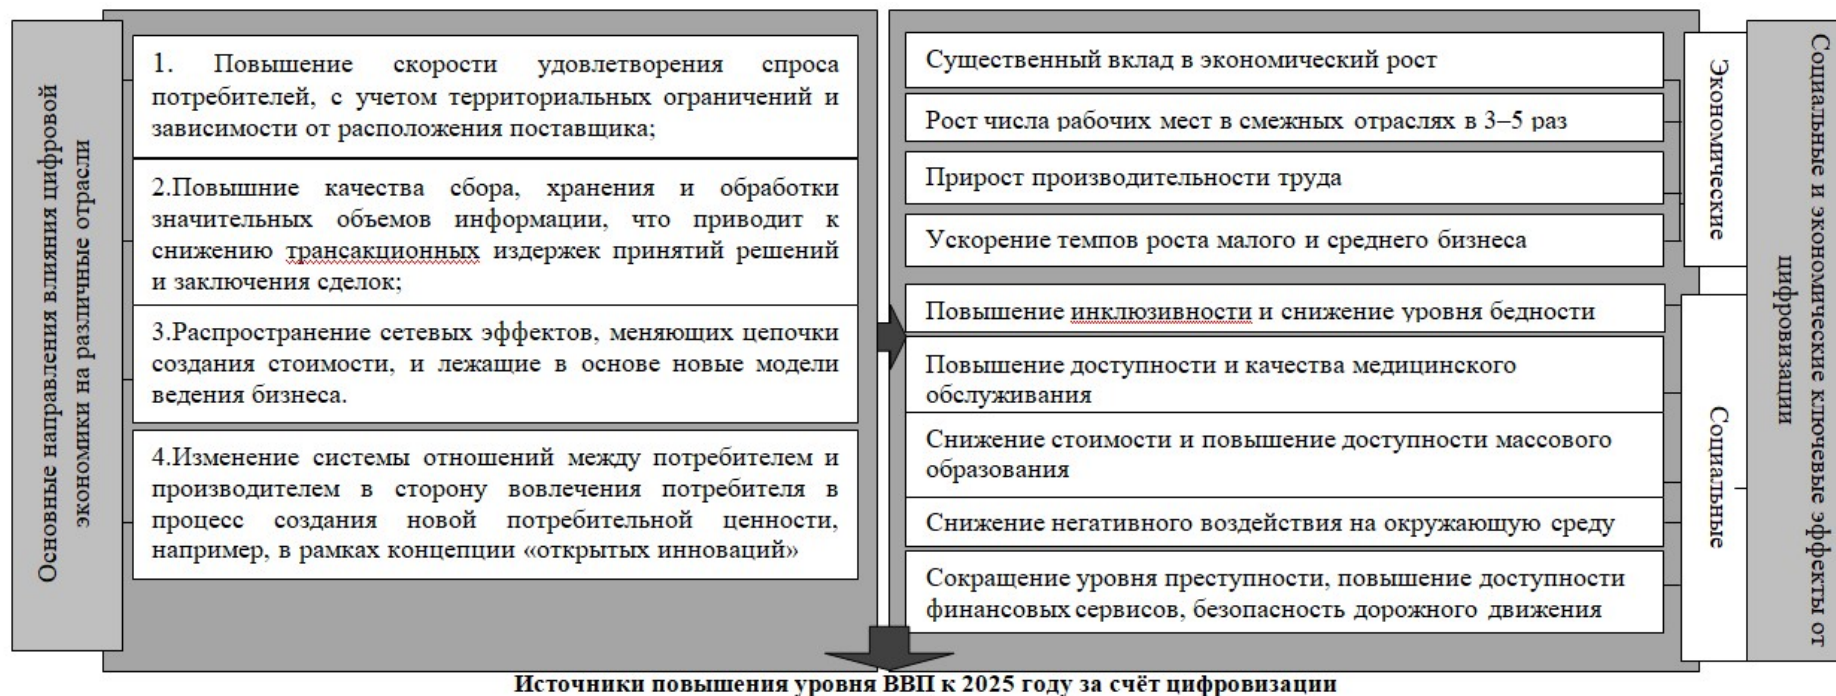 Основные направления влияния цифровой
экономики на различные отрасли
1. Повышение скорости удовлетворения спроса
потребителей, с учетом территориальных ограничений и
зависимости от расположения поставщика;
2.Повышние качества сбора, хранения и обработки
значительных объемов информации, что приводит к
снижению трансакционных издержек принятий решений
и заключения сделок;
3.Распространение сетевых эффектов, меняющих цепочки
создания стоимости, и лежащие в основе новые модели
ведения бизнеса.
4.Изменение системы отношений между потребителем и
производителем в сторону вовлечения потребителя в
процесс создания новой потребительной ценности,
например, в рамках концепции «открытых инноваций»
Существенный вклад в экономический рост
Рост числа рабочих мест в смежных отраслях в 3–5 раз
Прирост производительности труда
Ускорение темпов роста малого и среднего бизнеса
Повышение инклюзивности и снижение уровня бедности
Повышение доступности и качества медицинского
обслуживания
Снижение стоимости и повышение доступности массового
образования
Снижение негативного воздействия на окружающую среду
Сокращение уровня преступности, повышение доступности
финансовых сервисов, безопасность дорожного движения
Экономические
Социальные
Социальные и экономические ключевые эффекты от
цифровизации
Источники повышения уровня ВВП к 2025 году за счёт цифровизации